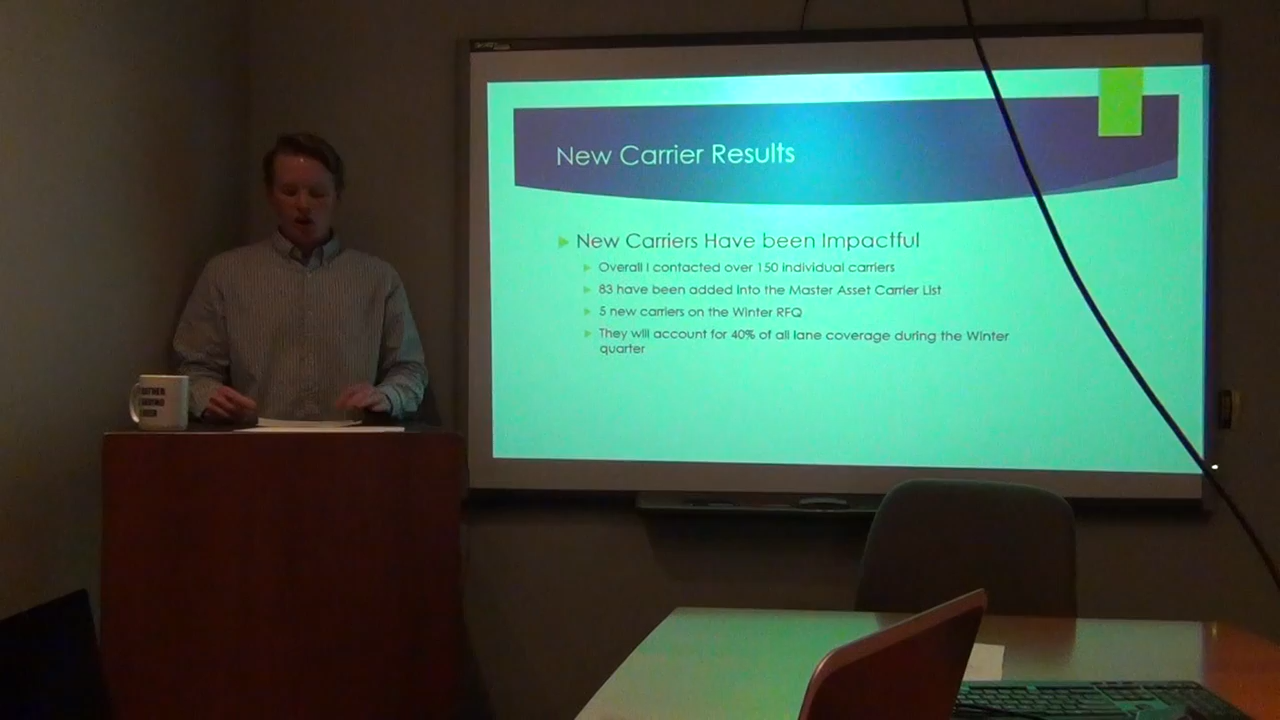 New Carrier Results
New Carriers Have been Impactful
Overall I contacted over 150 individual carriers
83 have been added into the Master Asset Carrier List
5 new carriers on the Winter RFQ
They will account for 40% of all lane coverage during the Winter
quarter